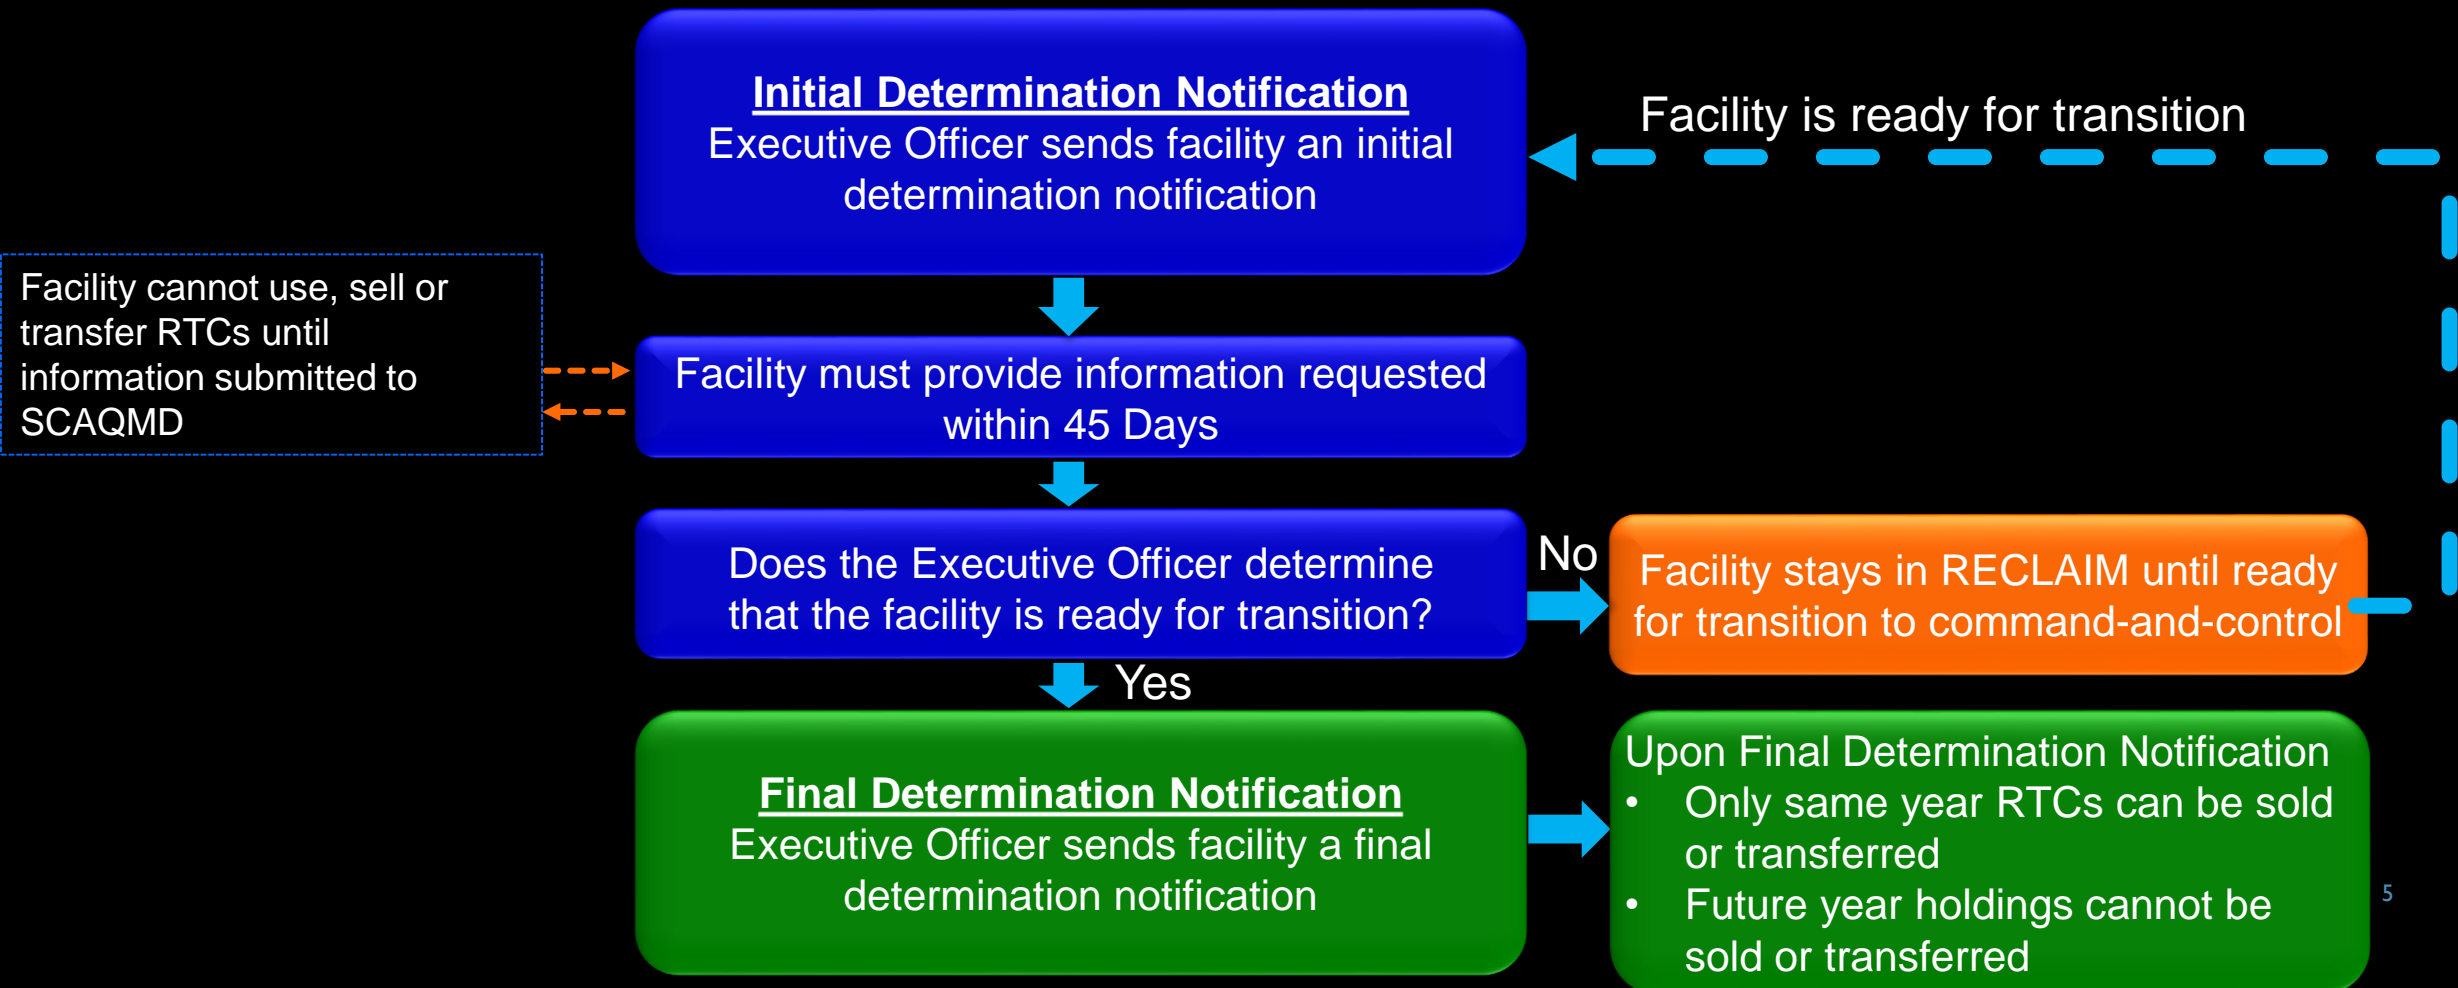 Initial Determination Notification
Executive Officer sends facility an initial
determination notification
Facility is ready for transition
Facility cannot use, sell or
transfer RTCs until
information submitted to
SCAQMD
Facility must provide information requested
within 45 Days
Does the Executive Officer determine
that the facility is ready for transition?
No
Facility stays in RECLAIM until ready
for transition to command-and-control
Yes
Final Determination Notification
Executive Officer sends facility a final
determination notification
Upon Final Determination Notification
• Only same year RTCs can be sold
or transferred
• Future year holdings cannot be
sold or transferred
5